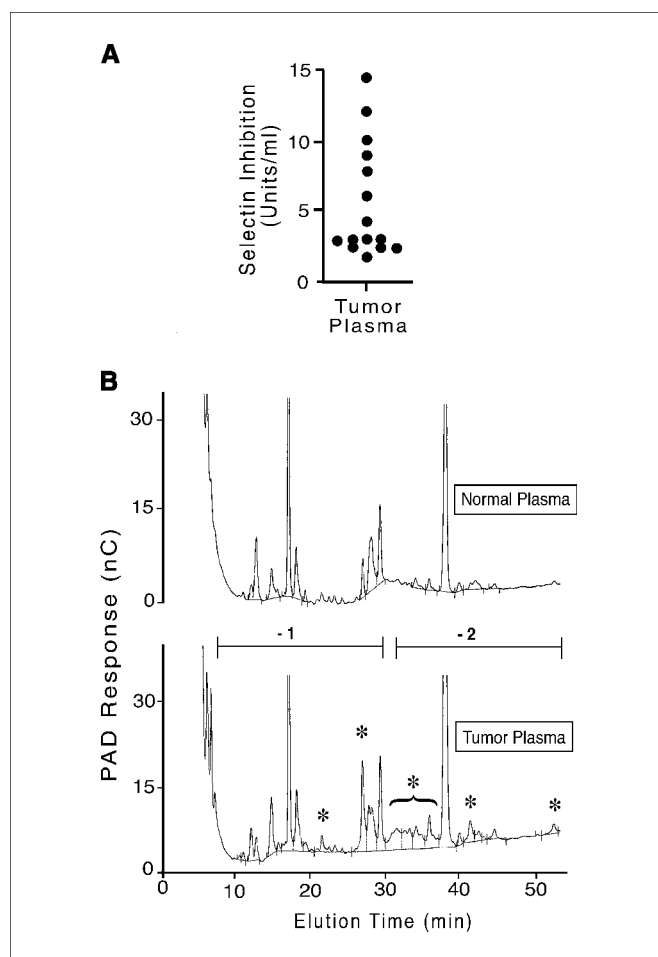 A
Selectin Inhibition
(Units/ml)
15
10
5
0
Tumor
Plasma
B
PAD Response (nC)
30
15
0
Normal Plasma
- 1
- 2
30
15
0
Tumor Plasma
*
*
*
*
*
0
10
20
30
40
50
Elution Time (min)